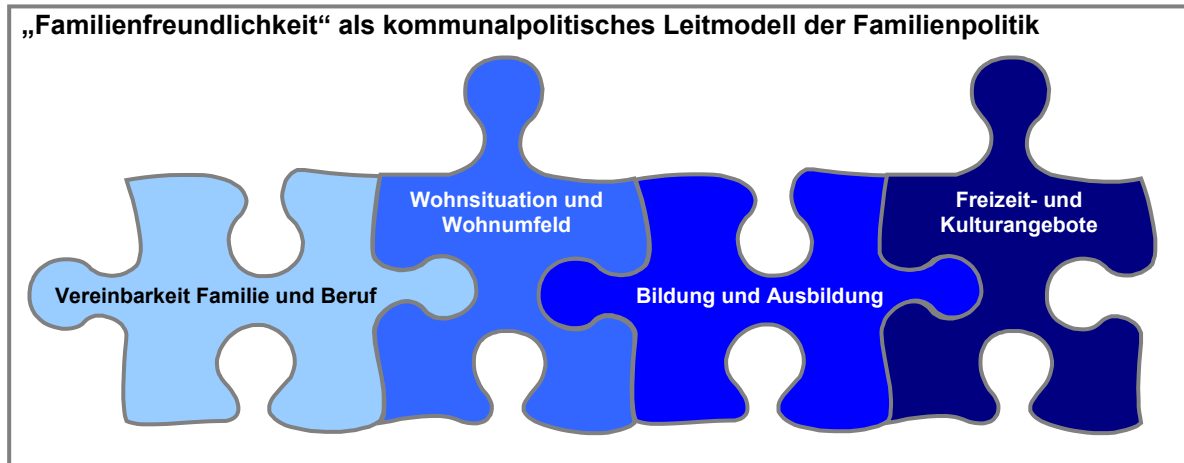 „Familienfreundlichkeit“ als kommunalpolitisches Leitmodell der Familienpolitik
Vereinbarkeit Familie und Beruf
Wohnsituation und
Wohnumfeld
Bildung und Ausbildung
Freizeit- und
Kulturangebote